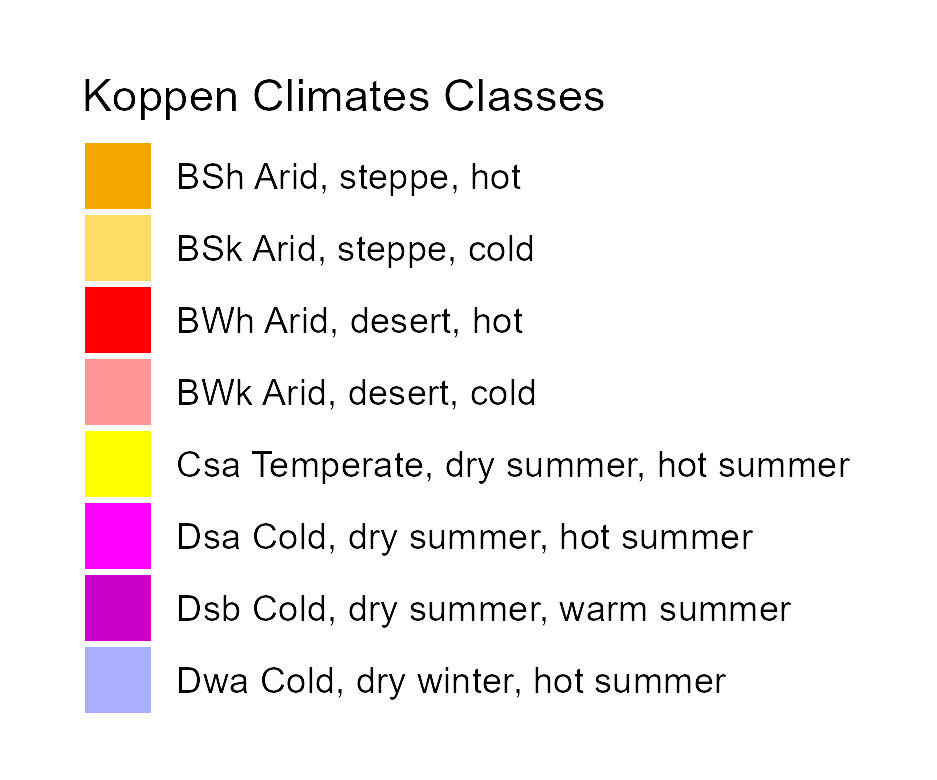 Koppen Climates Classes
BSh Arid, steppe, hot
BSk Arid, steppe, cold
BWh Arid, desert, hot
BWk Arid, desert, cold
Csa Temperate, dry summer, hot summer
Dsa Cold, dry summer, hot summer
Dsb Cold, dry summer, warm summer
Dwa Cold, dry winter, hot summer